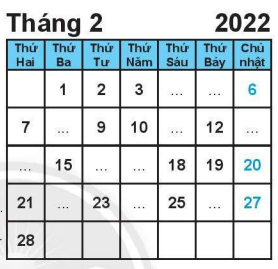 Tháng 2 2022
Thứ Hai Thứ Ba Thứ Tư Thứ Năm Thứ Sáu Thứ Bảy Chủ nhật
1 2 3 ... ... 6
7 ... 9 10 ... 12 ...
... 15 ... ... 18 19 20
21 ... 23 ... 25 ... 27
28